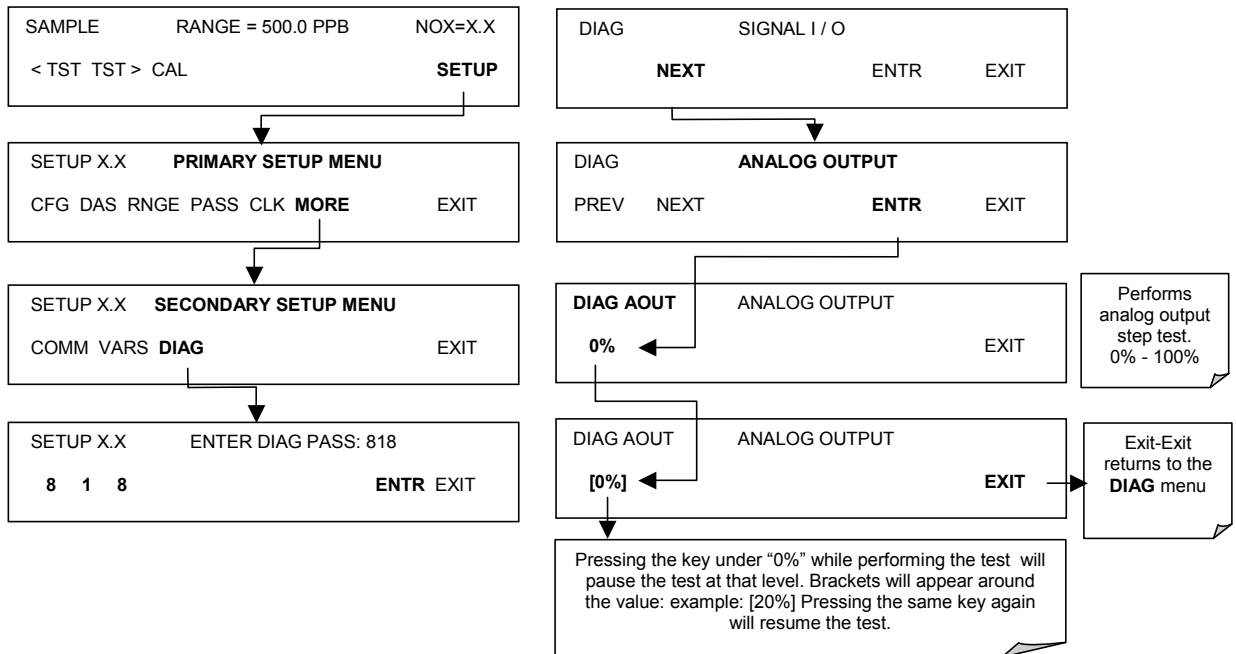 SAMPLE RANGE = 500.0 PPB NOX=X.X
< TST TST > CAL SETUP
SETUP X.X PRIMARY SETUP MENU
CFG DAS RNGE PASS CLK MORE EXIT
SETUP X.X SECONDARY SETUP MENU
COMM VARS DIAG EXIT
SETUP X.X ENTER DIAG PASS: 818
8 1 8 ENTR EXIT
DIAG SIGNAL I / O
NEXT ENTR EXIT
DIAG ANALOG OUTPUT
PREV NEXT ENTR EXIT
DIAG AOUT ANALOG OUTPUT
0% EXIT
Performs
analog output
step test.
0% - 100%
DIAG AOUT ANALOG OUTPUT
[0%] EXIT
Exit-Exit
returns to the
DIAG menu
Pressing the key under “0%” while performing the test will
pause the test at that level. Brackets will appear around
the value: example: [20%] Pressing the same key again
will resume the test.